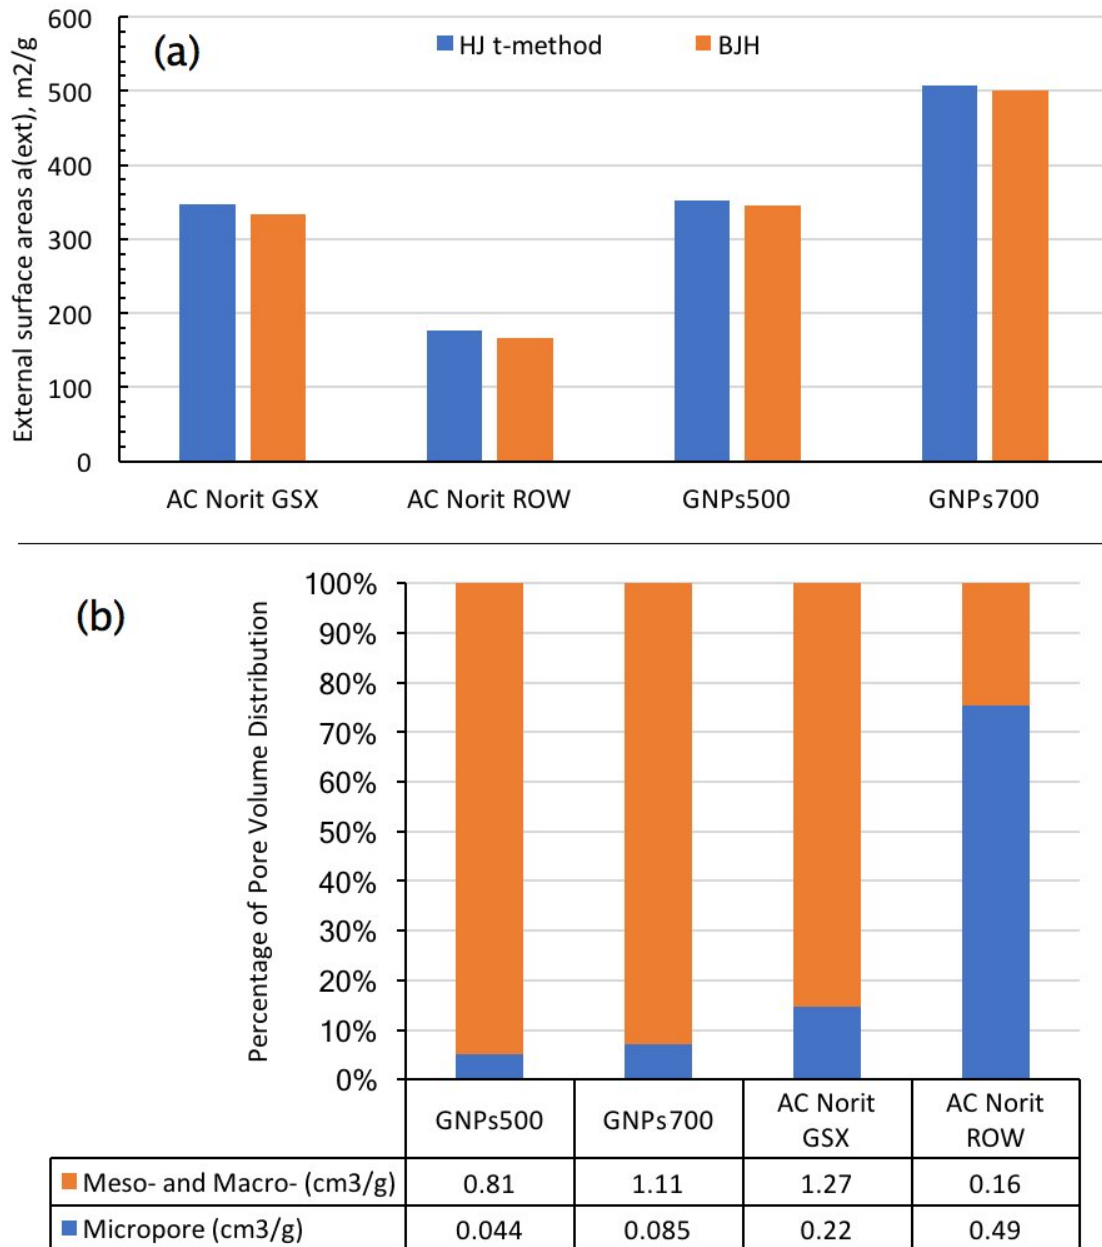 (a)
HJ t-method BJH
External surface areas a(ext), m2/g
600
500
400
300
200
100
0
AC Norit GSX AC Norit ROW GNPs500 GNPs700
(b)
Percentage of Pore Volume Distribution
100%
90%
80%
70%
60%
50%
40%
30%
20%
10%
0%
GNPs500 GNPs700 AC Norit GSX AC Norit ROW
Meso- and Macro- (cm3/g) 0.81 1.11 1.27 0.16
Micropore (cm3/g) 0.044 0.085 0.22 0.49